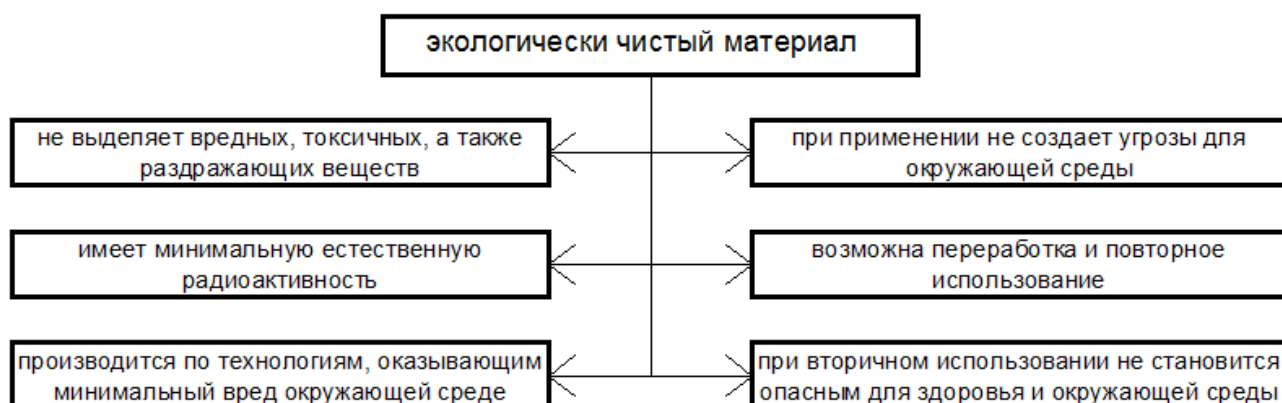 экологически чистый материал
не выделяет вредных, токсичных, а также
раздражающих веществ
при применении не создает угрозы для
окружающей среды
имеет минимальную естественную
радиоактивность
возможна переработка и повторное
использование
производится по технологиям, оказывающим
минимальный вред окружающей среде
при вторичном использовании не становится
опасным для здоровья и окружающей среды